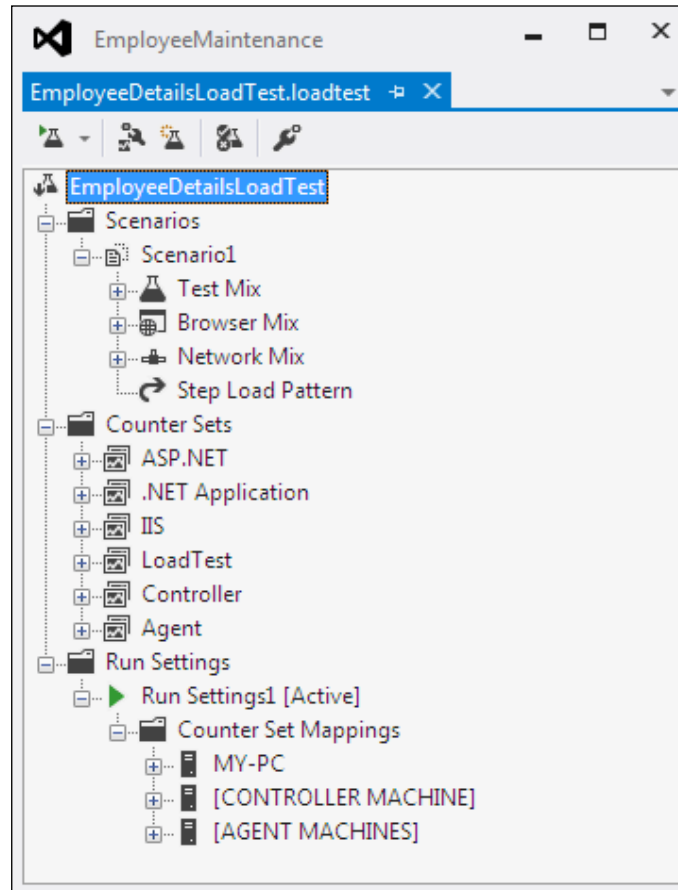 EmployeeMaintenance
EmployeeDetailsLoadTest.loadtest
EmployeeDetailsLoadTest
Scenarios
Scenario1
Test Mix
Browser Mix
Network Mix
Step Load Pattern
Counter Sets
ASP.NET
.NET Application
IIS
LoadTest
Controller
Agent
Run Settings
Run Settings1 [Active]
Counter Set Mappings
MY-PC
[CONTROLLER MACHINE]
[AGENT MACHINES]